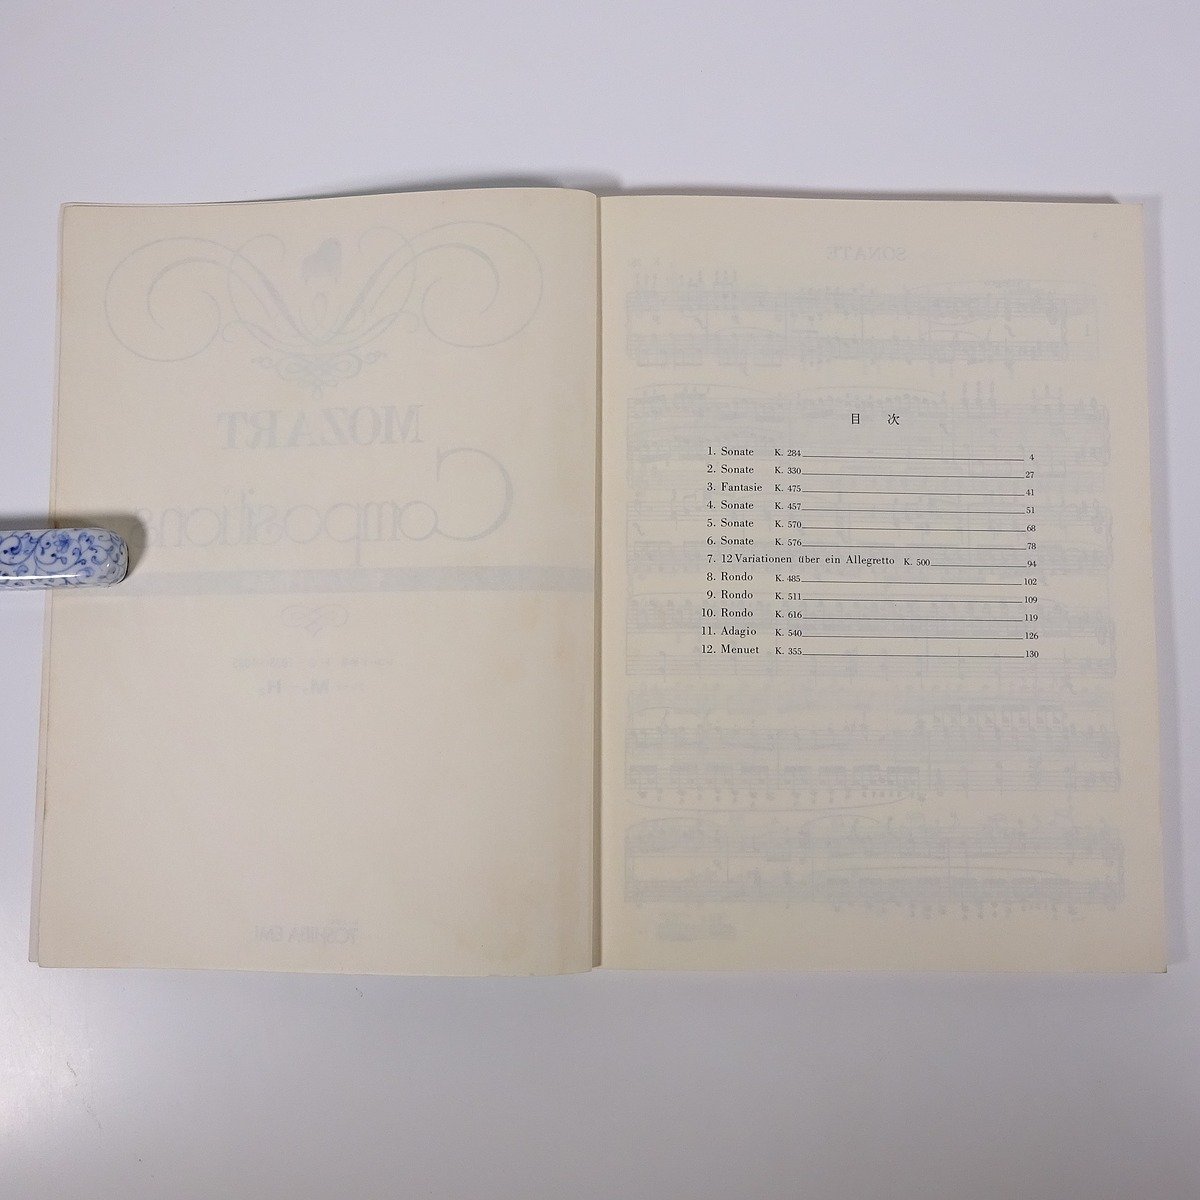 MOZART
Compositions
TOSHIBA EMI
SONATE
目 次
1. Sonate K. 284 4
2. Sonate K. 330 27
3. Fantasie K. 475 41
4. Sonate K. 457 51
5. Sonate K. 570 68
6. Sonate K. 576 78
7. 12 Variationen über ein Allegretto K. 500 94
8. Rondo K. 485 102
9. Rondo K. 511 109
10. Rondo K. 616 119
11. Adagio K. 540 126
12. Menuet K. 355 130